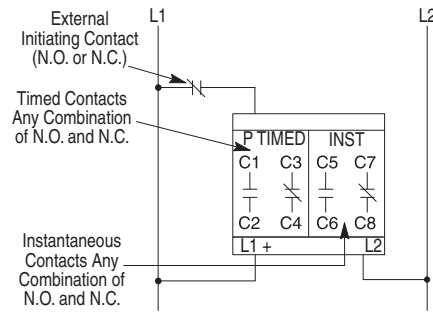 External
Initiating Contact
(N.O. or N.C.)
L1
L2
Timed Contacts
Any Combination
of N.O. and N.C.
P TIMED INST
C1 C3 C5 C7
C2 C4 C6 C8
L1 + L2
Instantaneous
Contacts Any
Combination of
N.O. and N.C.